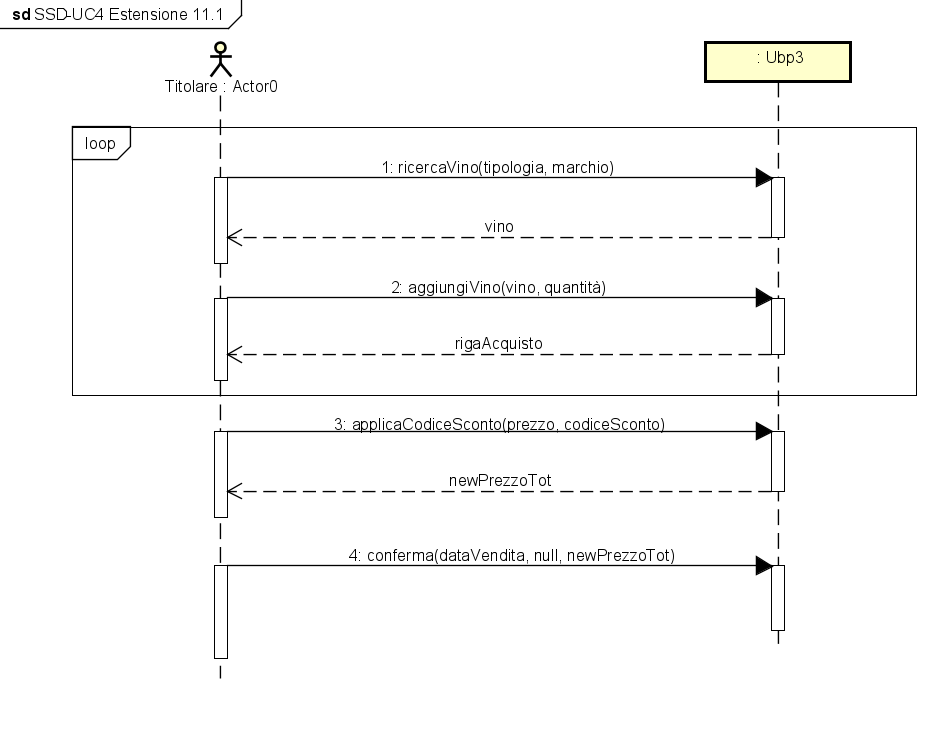 sd SSD-UC4 Estensione 11.1
Titolare : Actor0
: Ubp3
loop
1: ricercaVino(tipologia, marchio)
vino
2: aggiungiVino(vino, quantità)
rigaAcquisto
3: applicaCodiceSconto(prezzo, codiceSconto)
newPrezzoTot
4: conferma(dataVendita, null, newPrezzoTot)